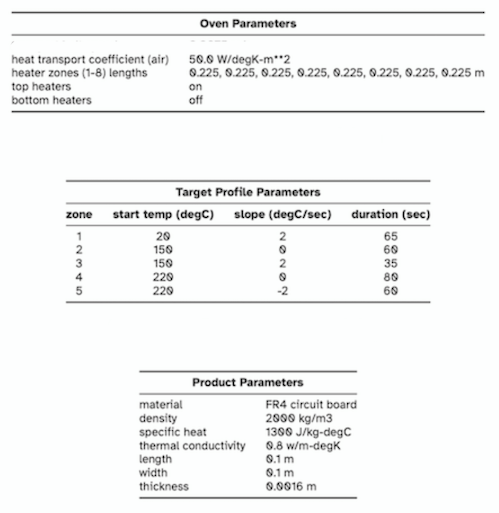 Oven Parameters
heat transport coefficient (air) 50.0 W/degK-m**2
heater zones (1-8) lengths 0.225, 0.225, 0.225, 0.225, 0.225, 0.225, 0.225, 0.225 m
top heaters on
bottom heaters off
Target Profile Parameters
zone start temp (degC) slope (degC/sec) duration (sec)
1 20 2 65
2 150 0 60
3 150 2 35
4 220 0 80
5 220 -2 60
Product Parameters
material FR4 circuit board
density 2000 kg/m3
specific heat 1300 J/kg-degC
thermal conductivity 0.8 w/m-degK
length 0.1 m
width 0.1 m
thickness 0.0016 m